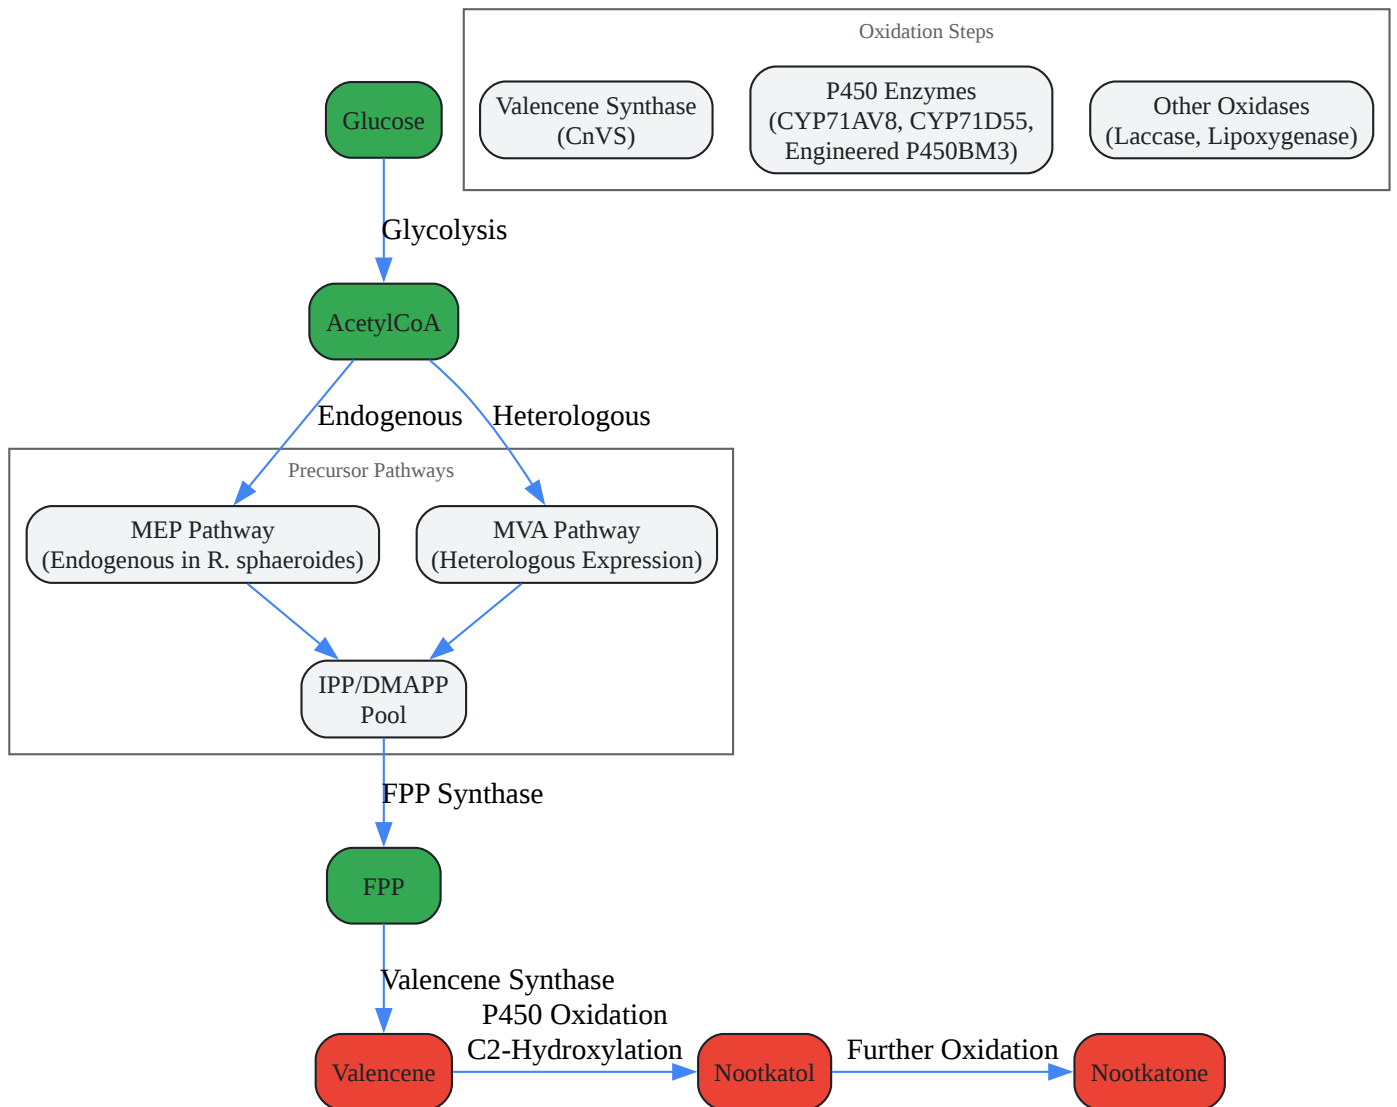 Oxidation Steps
Glucose
Valencene Synthase
(CnVS)
P450 Enzymes
(CYP71AV8, CYP71D55,
Engineered P450BM3)
Other Oxidases
(Laccase, Lipoxygenase)
Glycolysis
AcetylCoA
Endogenous
Heterologous
Precursor Pathways
MEP Pathway
(Endogenous in R. sphaeroides)
MVA Pathway
(Heterologous Expression)
IPP/DMAPP
Pool
FPP Synthase
FPP
Valencene Synthase
P450 Oxidation
C2-Hydroxylation
Further Oxidation
Valencene
Nootkatol
Nootkatone